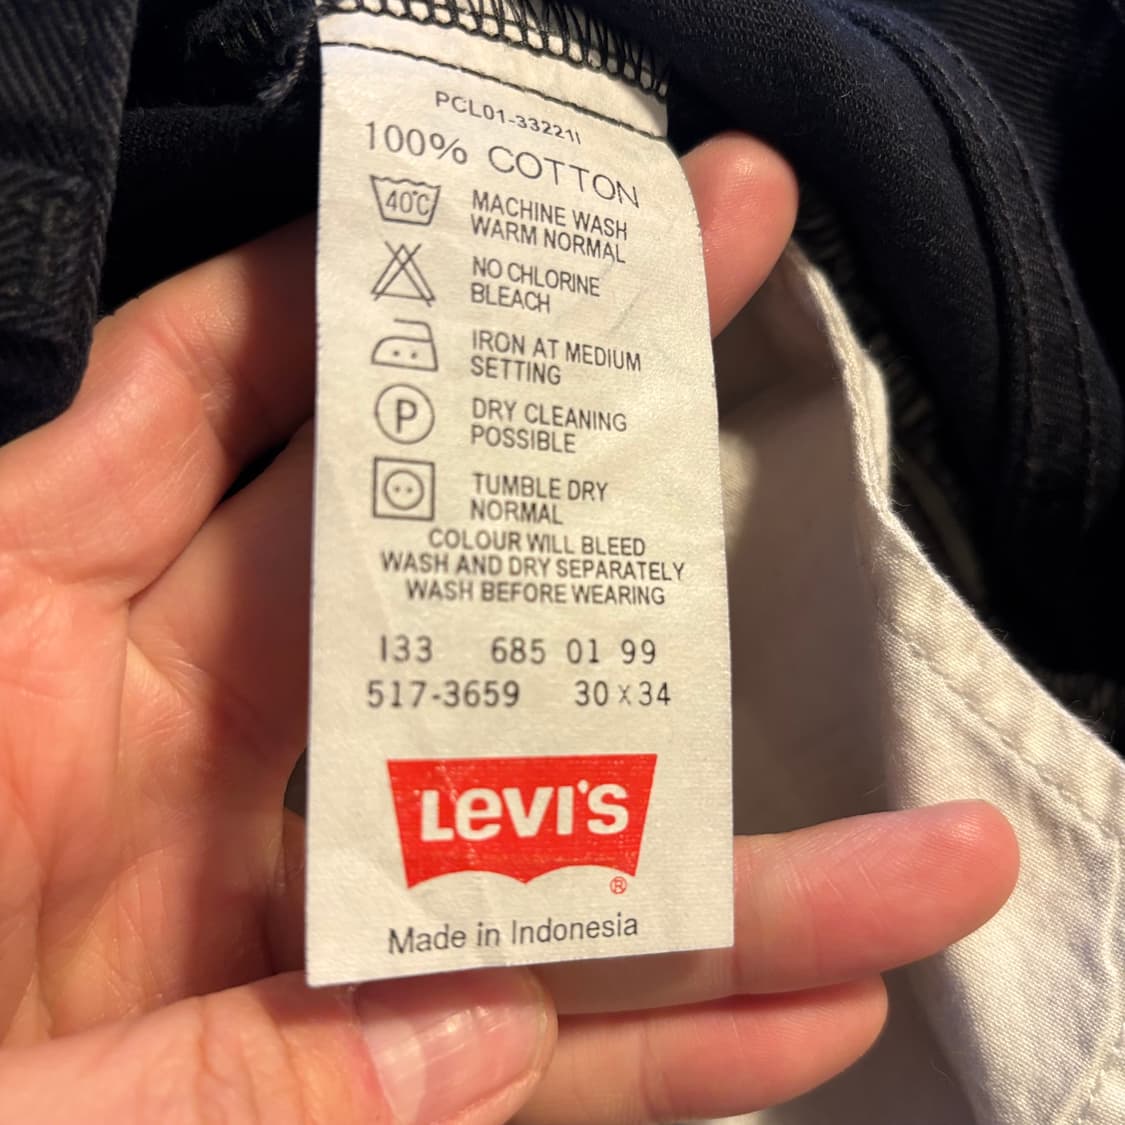 PCL01-33221I
100% COTTON
40°C
MACHINE WASH
WARM NORMAL
NO CHLORINE
BLEACH
IRON AT MEDIUM
SETTING
P
DRY CLEANING
POSSIBLE
TUMBLE DRY
NORMAL
COLOUR WILL BLEED
WASH AND DRY SEPARATELY
WASH BEFORE WEARING
133 685 01 99
517-3659 30 x 34
LEVI'S
®
Made in Indonesia